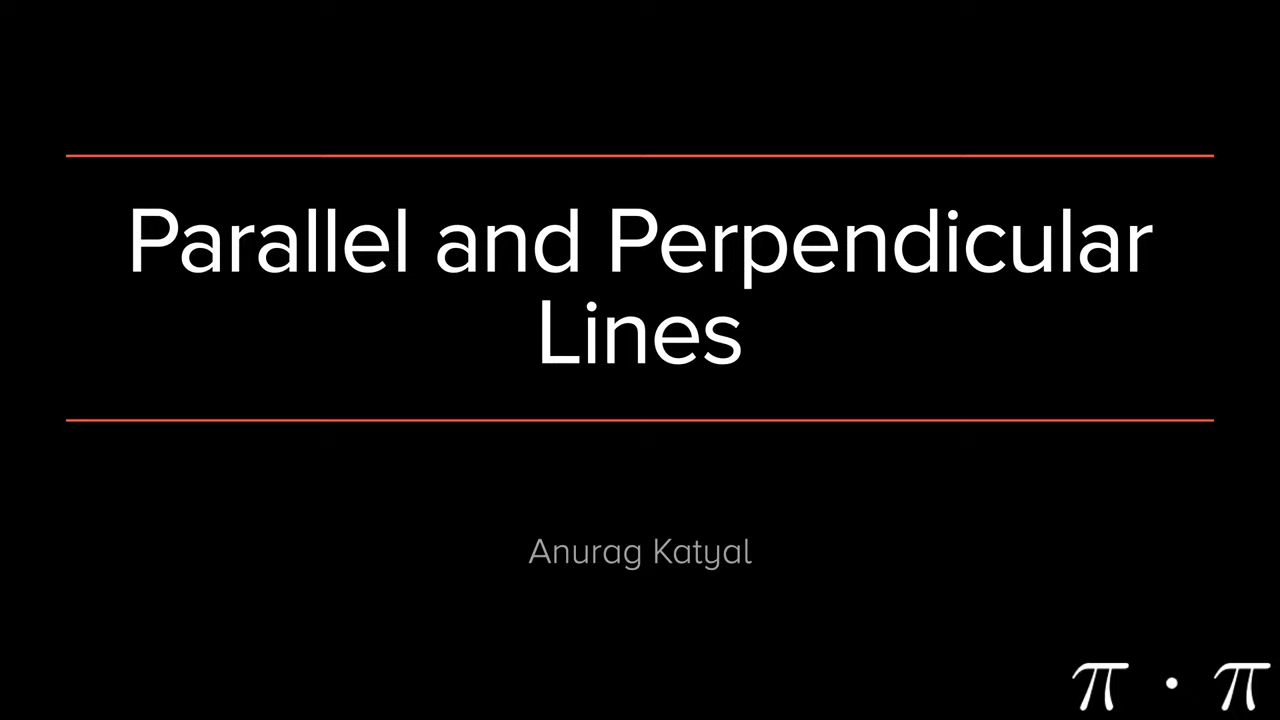 Parallel and Perpendicular
Lines
Anurag Katyal
π · π